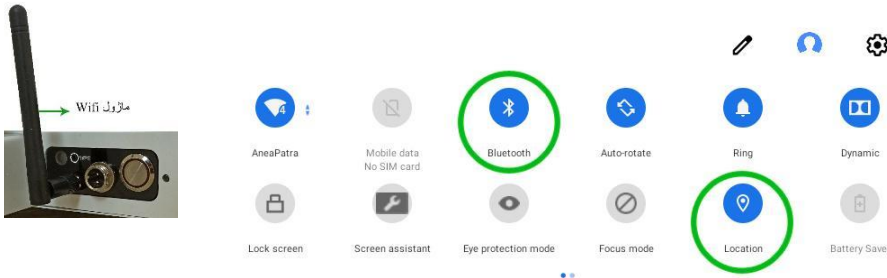 Wifi ماژول
4
AneaPatra
Mobile data
No SIM card
Bluetooth
Auto-rotate
Ring
Dynamic
Lock screen
Screen assistant
Eye protection mode
Focus mode
Location
Battery Save